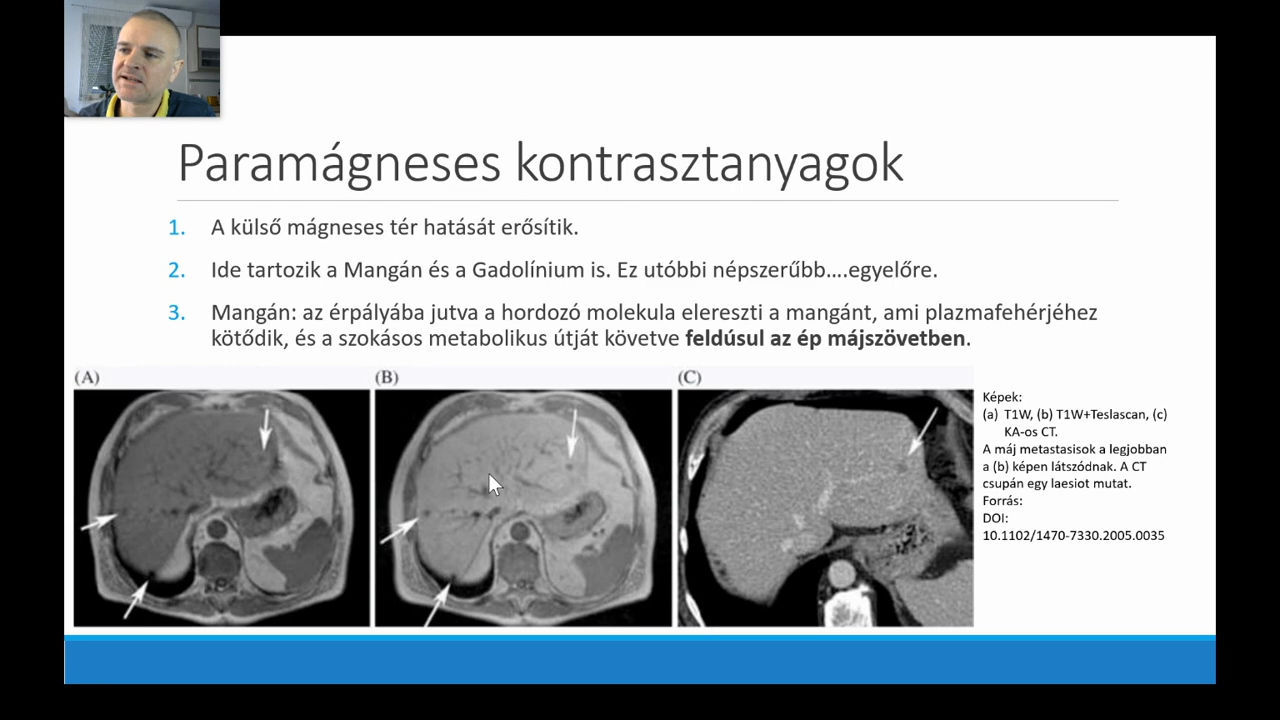 Paramágneses kontrasztanyagok
1. A külső mágneses tér hatását erősítik.
2. Ide tartozik a Mangán és a Gadolínium is. Ez utóbbi népszerűbb....egyelőre.
3. Mangán: az érpályába jutva a hordozó molekula elereszti a mangánt, ami plazmafehérjéhez
kötődik, és a szokásos metabolikus útját követve feldúsul az ép májszövetben.
(A)
(B)
(C)
Képek:
(a) T1W, (b) T1W+Teslascan, (c)
KA-os CT.
A máj metastasisok a legjobban
a (b) képen látszódnak. A CT
csupán egy laesiot mutat.
Forrás:
DOI:
10.1102/1470-7330.2005.0035